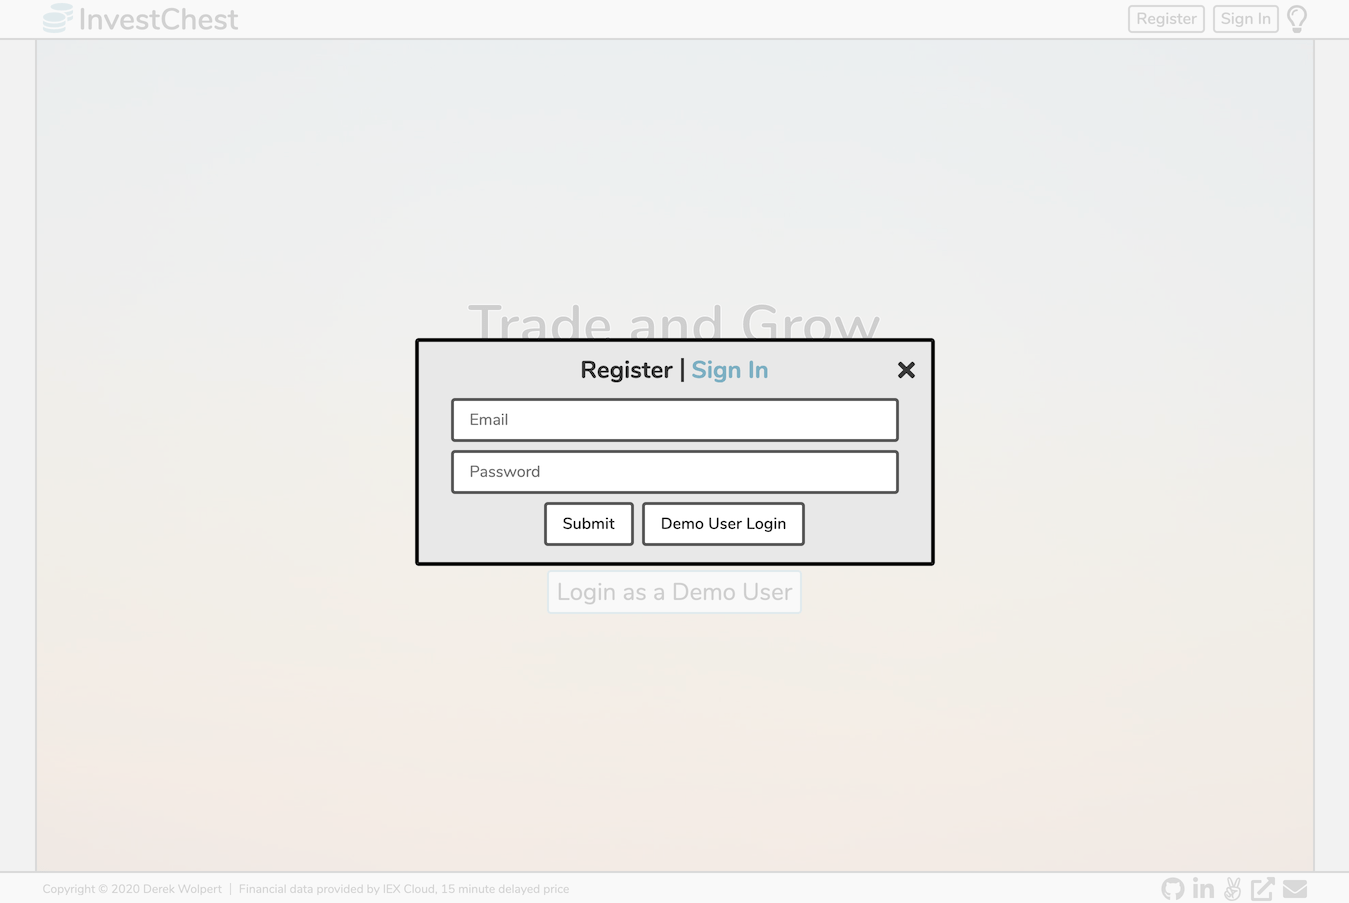 InvestChest
Register
Sign In
Trade and Grow
Register | Sign In
Email
Password
Submit
Demo User Login
Login as a Demo User
Copyright © 2020 Derek Wolpert | Financial data provided by IEX Cloud, 15 minute delayed price